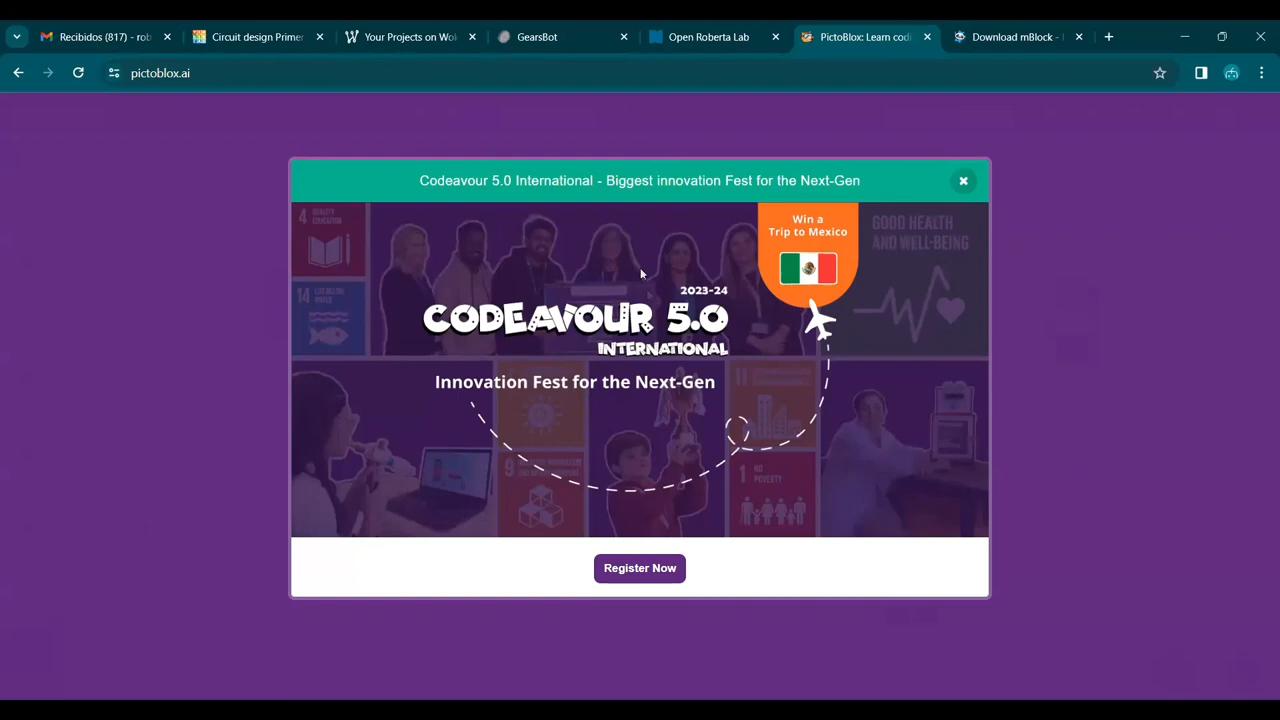 Recibidos (817) - rob
Circuit design Primer
Your Projects on Wok
GearsBot
Open Roberta Lab
PictoBlox: Learn codi
Download mBlock -
pictoblox.ai
Codeavour 5.0 International - Biggest innovation Fest for the Next-Gen
4 QUALITY
EDUCATION
Win a
Trip to Mexico
GOOD HEALTH
AND WELL-BEING
14 LIFE BELOW
WATER
2023-24
CODEAVOUR 5.0
INTERNATIONAL
Innovation Fest for the Next-Gen
11
9
1 NO
POVERTY
Register Now